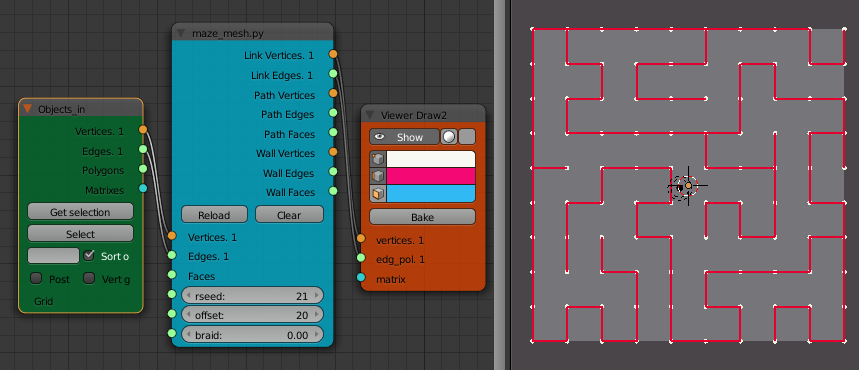 Objects_in
Vertices. 1
Edges. 1
Polygons
Matrixes
Get selection
Select
Sort o
Post
Vert g
Grid
maze_mesh.py
Link Vertices. 1
Link Edges. 1
Path Vertices
Path Edges
Path Faces
Wall Vertices
Wall Edges
Wall Faces
Reload Clear
Vertices. 1
Edges. 1
Faces
rseed: 21
offset: 20
braid: 0.00
Viewer Draw2
Show
Bake
vertices. 1
edg_pol. 1
matrix